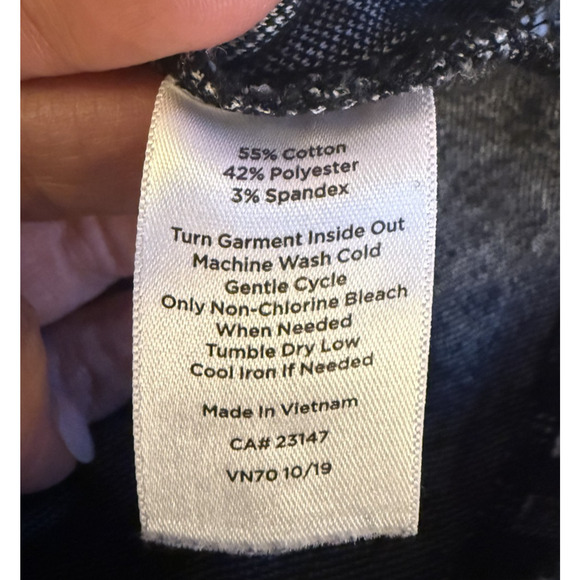 55% Cotton
42% Polyester
3% Spandex
Turn Garment Inside Out
Machine Wash Cold
Gentle Cycle
Only Non-Chlorine Bleach
When Needed
Tumble Dry Low
Cool Iron If Needed
Made In Vietnam
CA# 23147
VN70 10/19